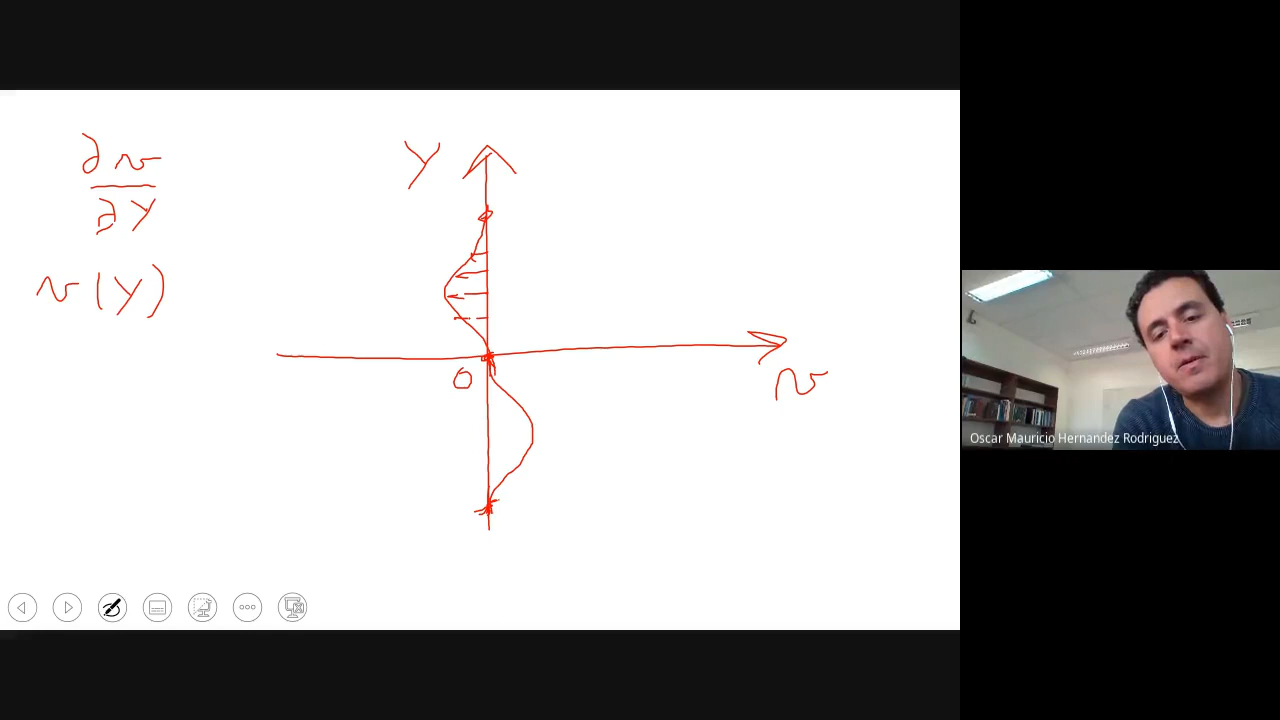 ∂v
∂y
v(y)
y
0
v
Oscar Mauricio Hernandez Rodriguez